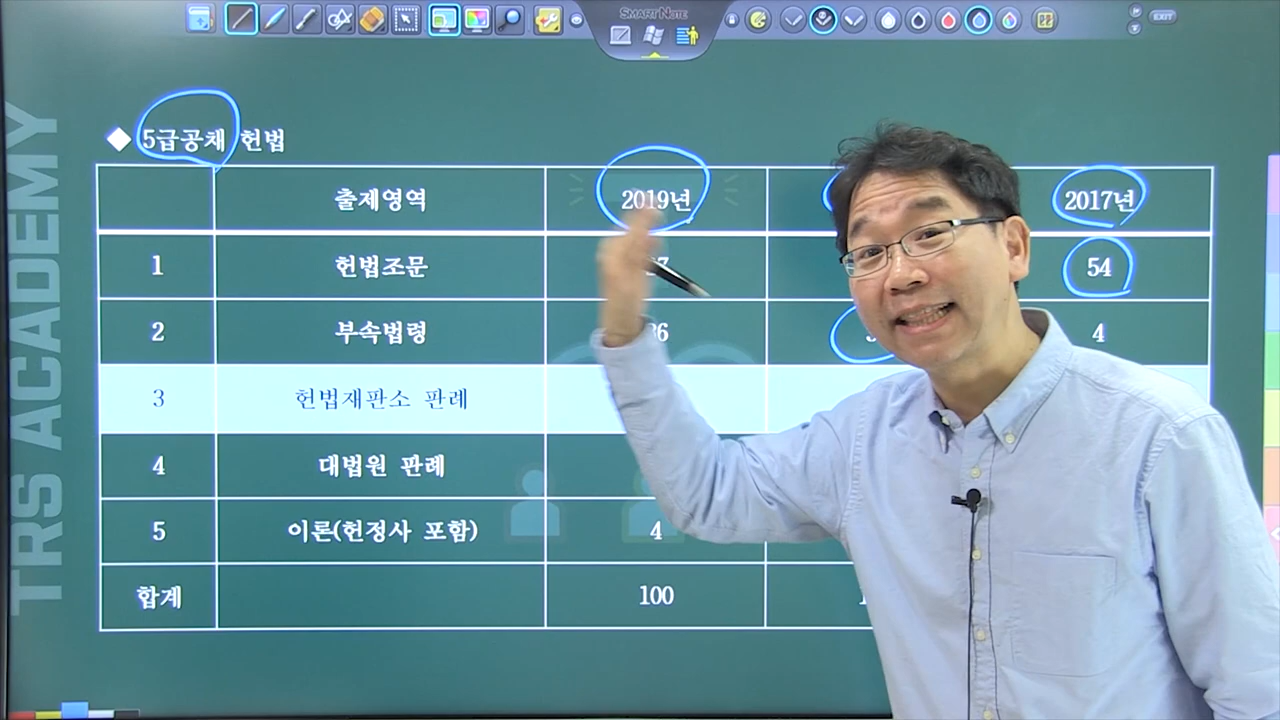 SMARTNOTE
EXIT
TRS ACADEMY
◆ 5급공채 헌법
출제영역 2019년 2017년
1 헌법조문 54
2 부속법령 4
3 헌법재판소 판례
4 대법원 판례
5 이론(헌정사 포함) 4
합계 100